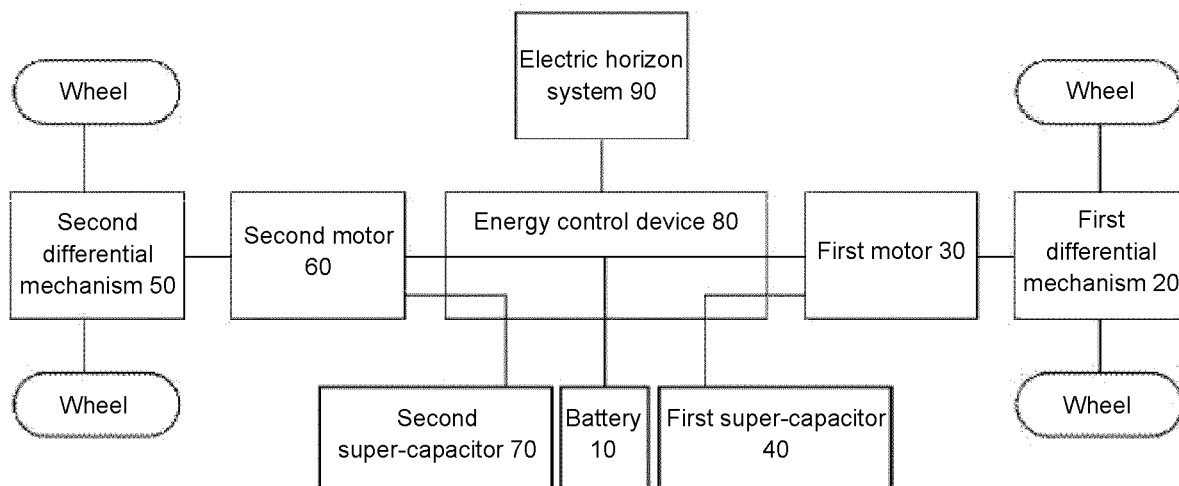 Electric horizon
system 90
Wheel
Wheel
Second
differential
mechanism 50
Second motor
60
Energy control device 80
First motor 30
First
differential
mechanism 20
Wheel
Wheel
Second
super-capacitor 70
Battery
10
First super-capacitor
40